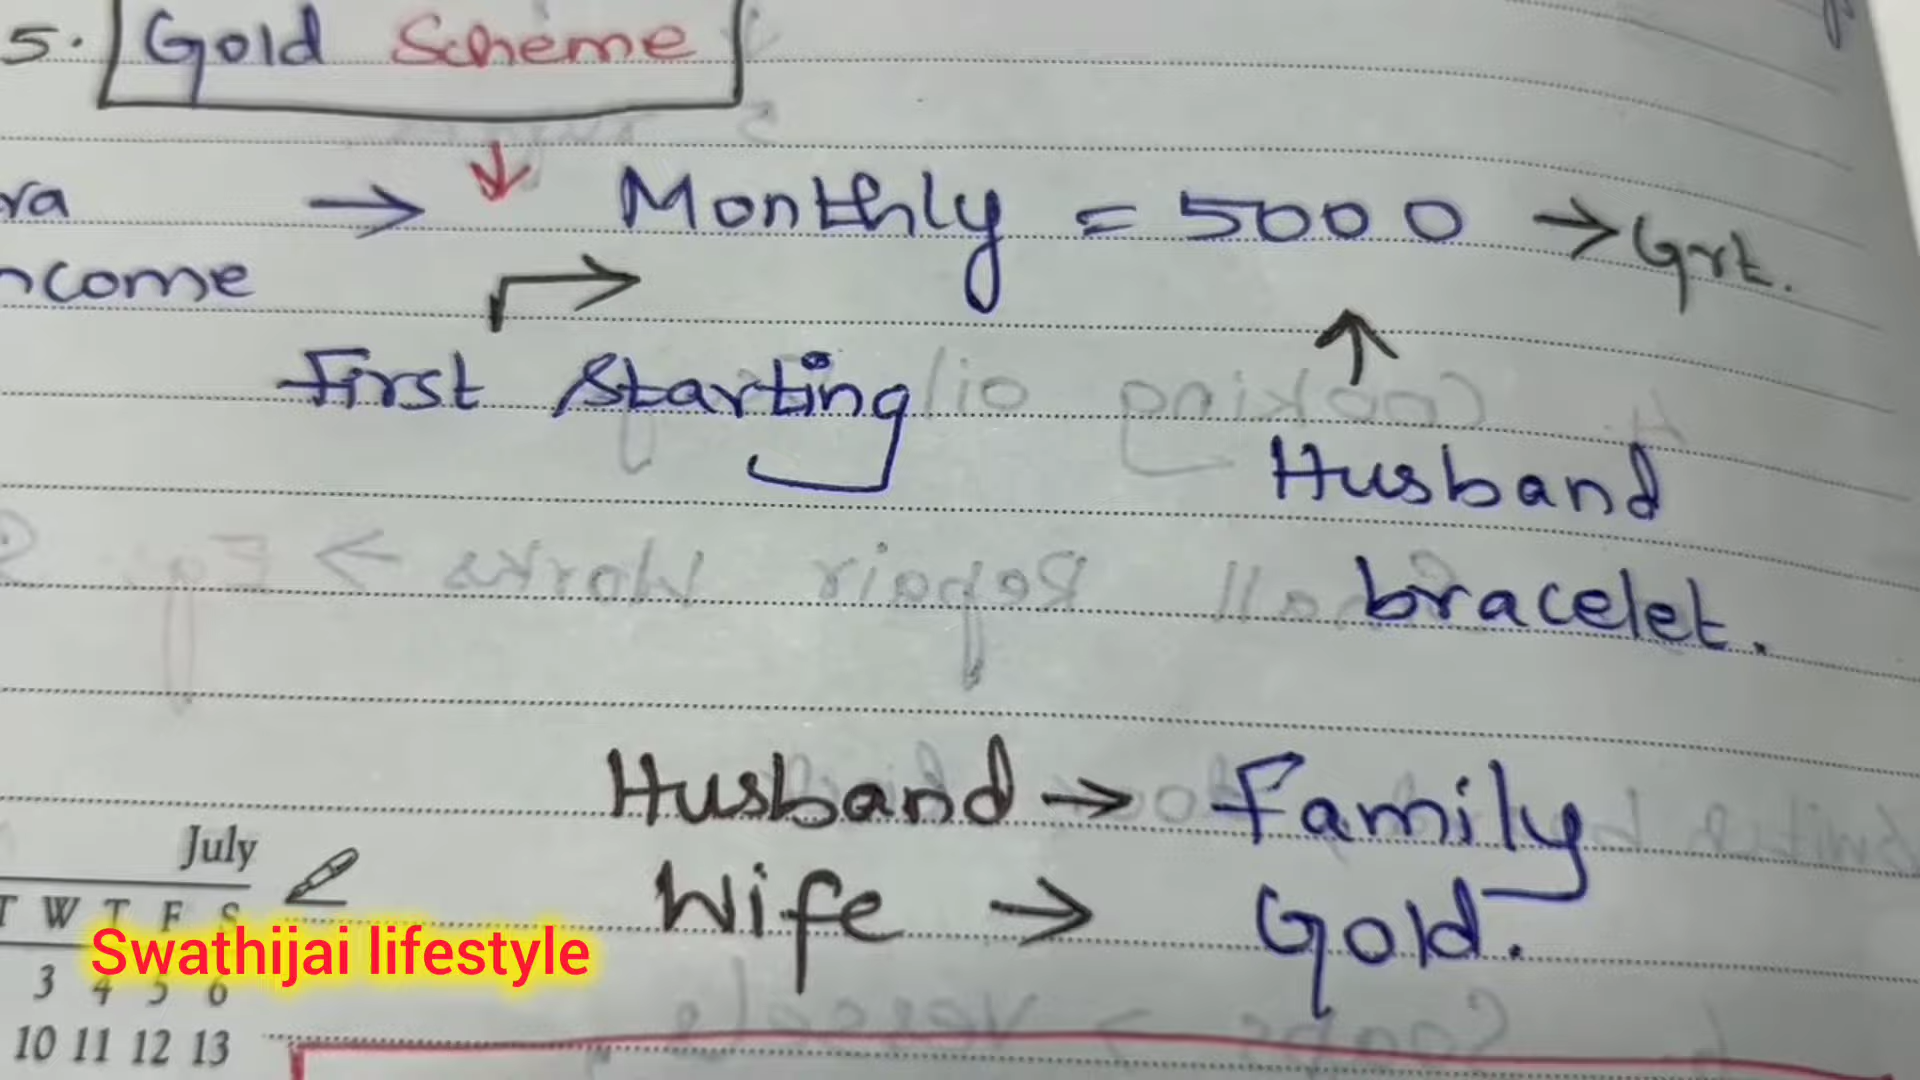 5. Gold Scheme
ra → ↓ Monthly = 5000 → Grt.
ncome
First Starting
Husband
bracelet.
Husband → Family
Wife → Gold.
July
T W T F S
3 4 5 6
10 11 12 13
Swathijai lifestyle